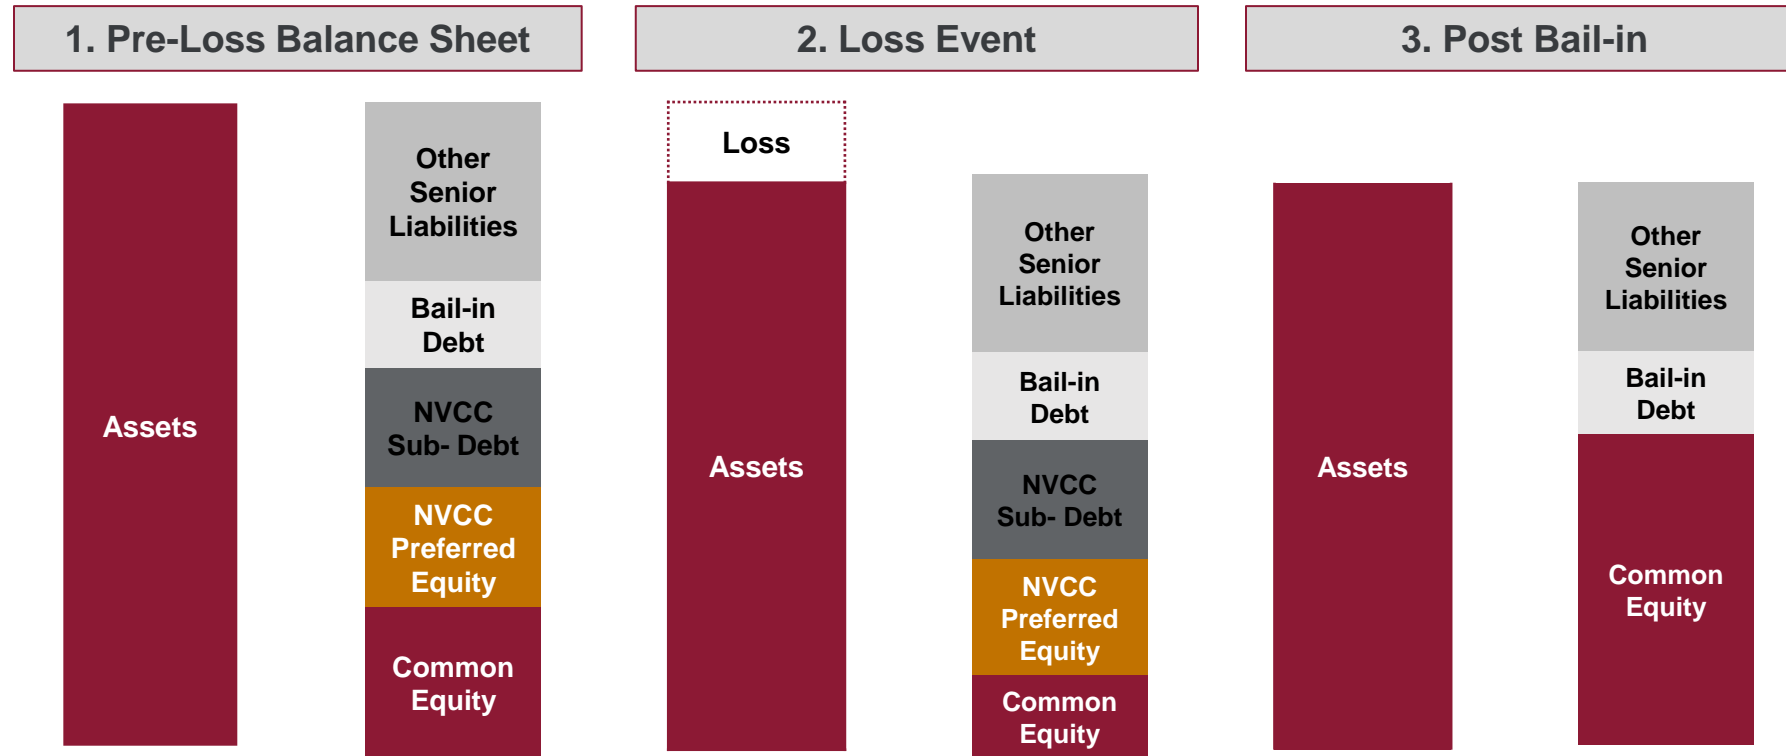 1. Pre-Loss Balance Sheet
Assets
Other
Senior
Liabilities
Bail-in
Debt
NVCC
Sub- Debt
NVCC
Preferred
Equity
Common
Equity
2. Loss Event
Loss
Assets
Other
Senior
Liabilities
Bail-in
Debt
NVCC
Sub- Debt
NVCC
Preferred
Equity
Common
Equity
3. Post Bail-in
Assets
Other
Senior
Liabilities
Bail-in
Debt
Common
Equity